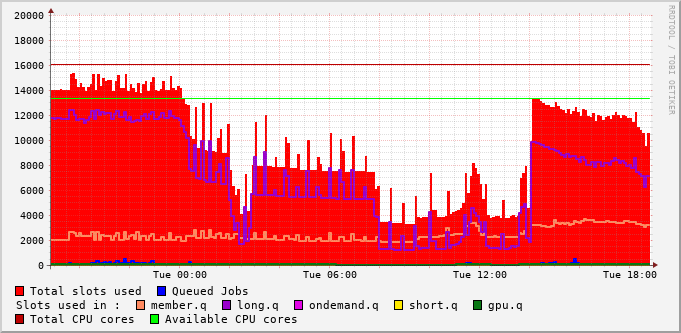 20000
18000
16000
14000
12000
10000
8000
6000
4000
2000
0
Tue 00:00 Tue 06:00 Tue 12:00 Tue 18:00
RRDTOOL / TOBI OETIKER
Total slots used Queued Jobs
Slots used in : member.q long.q ondemand.q short.q gpu.q
Total CPU cores Available CPU cores